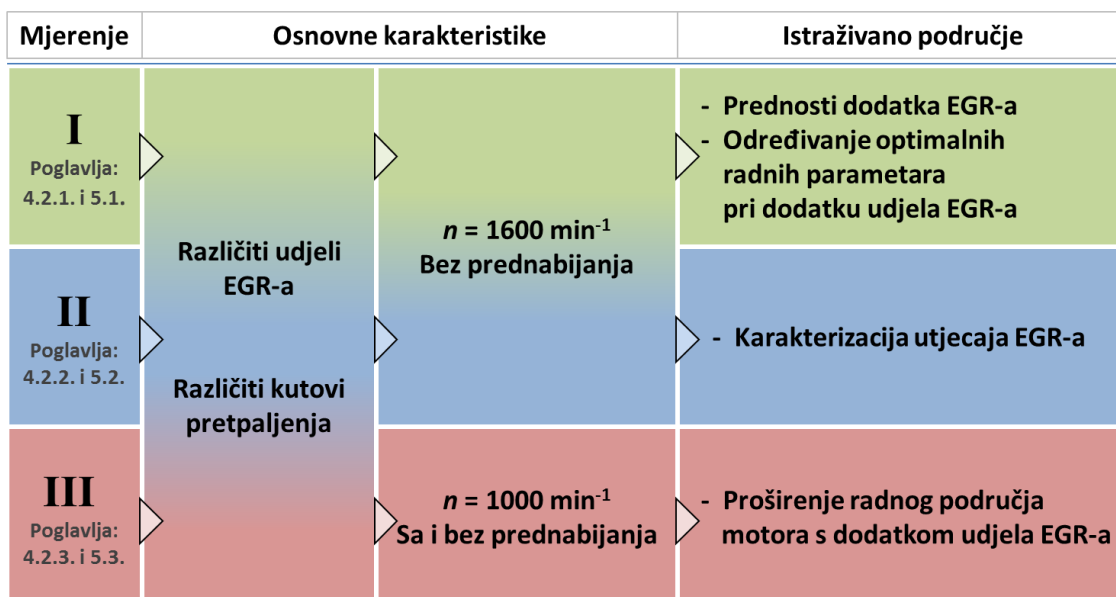 Mjerenje
Osnovne karakteristike
Istraživano područje
I
Poglavlja:
4.2.1. i 5.1.
II
Poglavlja:
4.2.2. i 5.2.
III
Poglavlja:
4.2.3. i 5.3.
Različiti udjeli
EGR-a
Različiti kutovi
pretpaljenja
n = 1600 min⁻¹
Bez prednabijanja
n = 1000 min⁻¹
Sa i bez prednabijanja
- Prednosti dodatka EGR-a
- Određivanje optimalnih
radnih parametara
pri dodatku udjela EGR-a
- Karakterizacija utjecaja EGR-a
- Proširenje radnog područja
motora s dodatkom udjela EGR-a